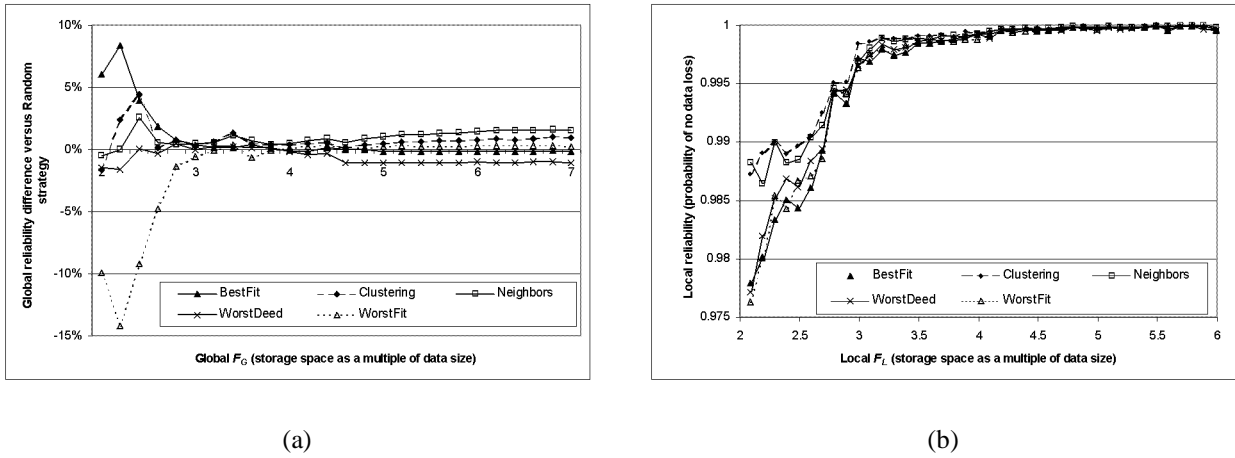 10%
5%
0%
-5%
-10%
-15%
2
3
4
5
6
7
Global reliability difference versus Random strategy
BestFit
Clustering
Neighbors
WorstDeed
WorstFit
Global F_G (storage space as a multiple of data size)
(a)
1
0.995
0.99
0.985
0.98
0.975
Local reliability (probability of no data loss)
BestFit
Clustering
Neighbors
WorstDeed
WorstFit
2
2.5
3
3.5
4
4.5
5
5.5
6
Local F_L (storage space as a multiple of data size)
(b)